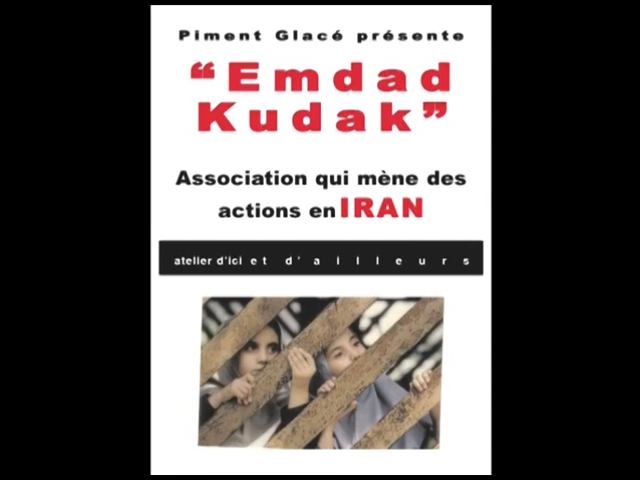 Piment Glacé présente
“Emdad
Kudak”
Association qui mène des
actions en IRAN
atelier d'ici et d'ailleurs